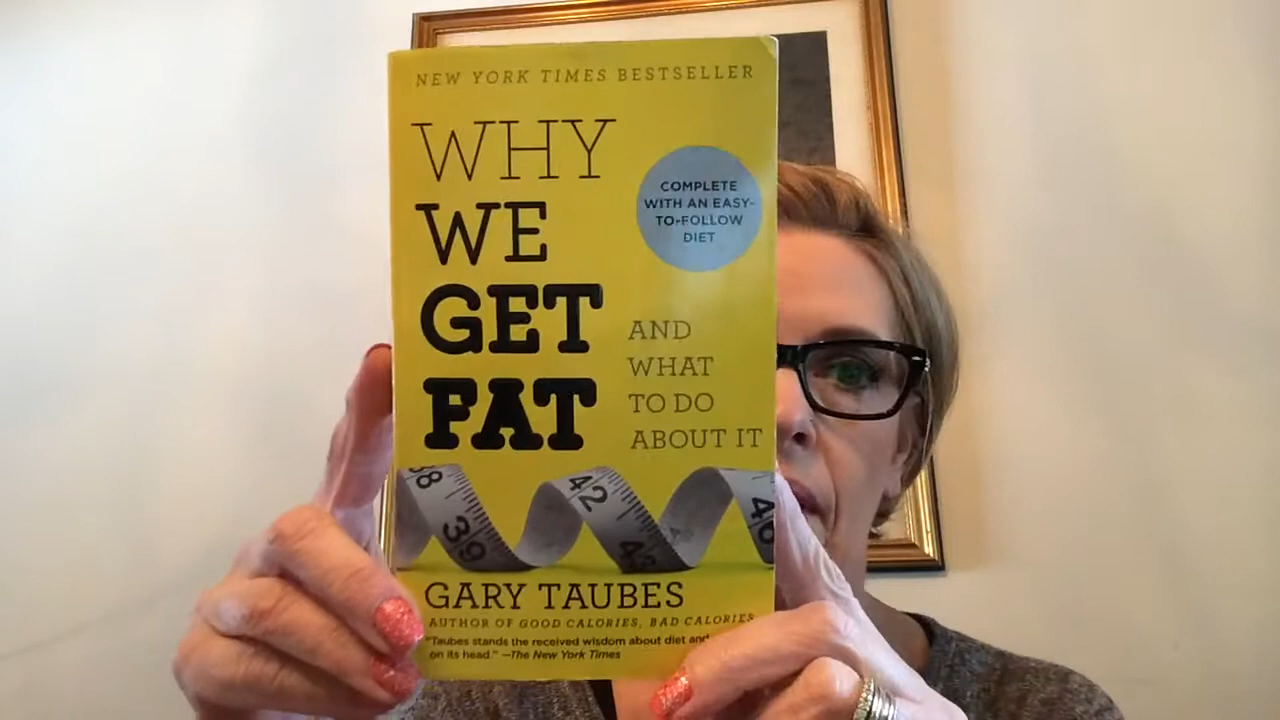 NEW YORK TIMES BESTSELLER
WHY
WE
GET
FAT
COMPLETE
WITH AN EASY-
TO-FOLLOW
DIET
AND
WHAT
TO DO
ABOUT IT
38
39
42
43
46
GARY TAUBES
AUTHOR OF GOOD CALORIES, BAD CALORIES
"Taubes stands the received wisdom about diet and
on its head." —The New York Times